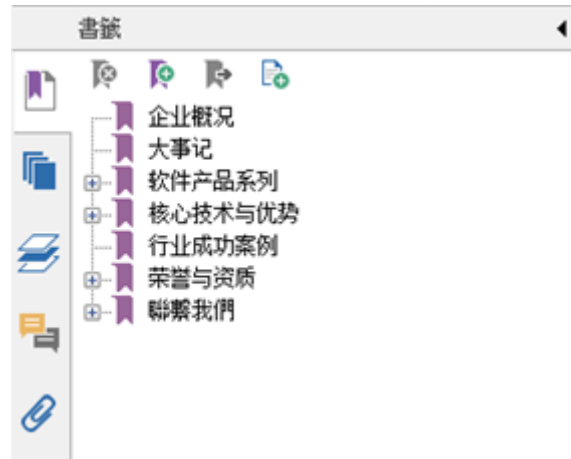 書籤
企业概况
大事记
软件产品系列
核心技术与优势
行业成功案例
荣誉与资质
聯繫我們